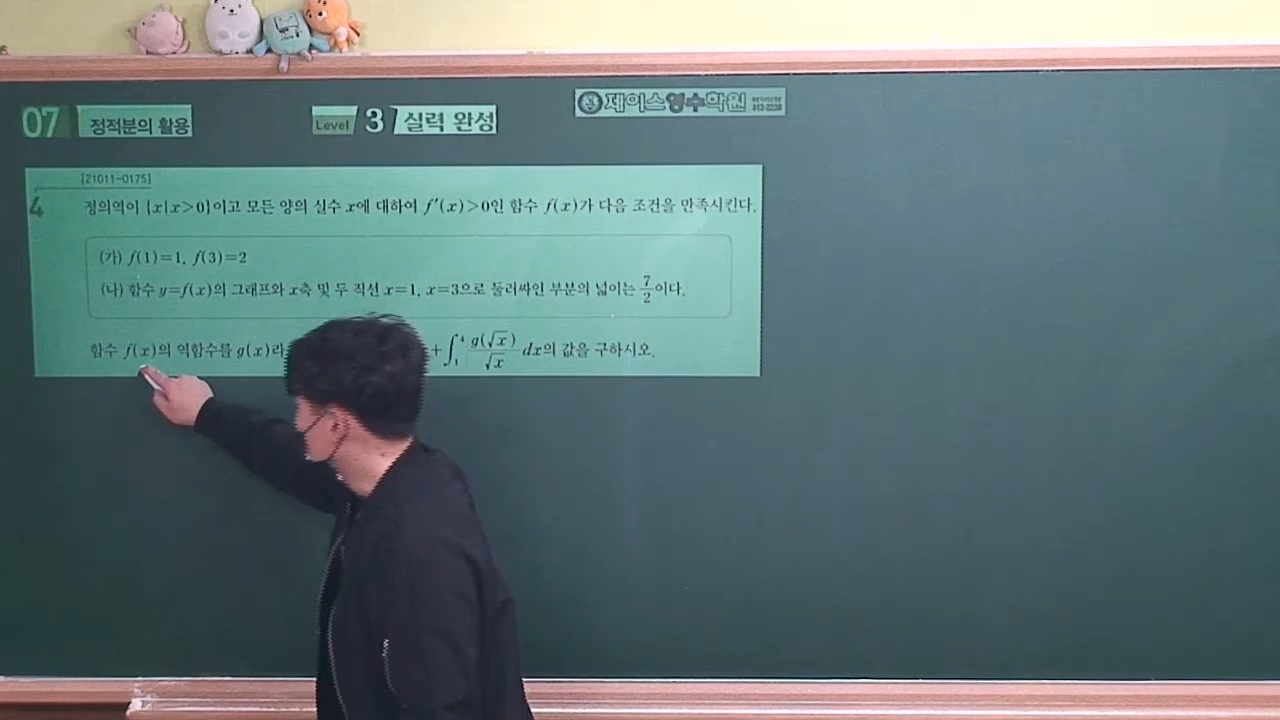 07 정적분의 활용 Level 3 실력 완성 제이스영수학원
[21011-0175]
4 정의역이 {x|x>0}이고 모든 양의 실수 x에 대하여 f′(x)>0인 함수 f(x)가 다음 조건을 만족시킨다.
(가) f(1)=1, f(3)=2
(나) 함수 y=f(x)의 그래프와 x축 및 두 직선 x=1, x=3으로 둘러싸인 부분의 넓이는 7/2이다.
함수 f(x)의 역함수를 g(x)라 +∫₁⁴ g(√x)/√x dx의 값을 구하시오.